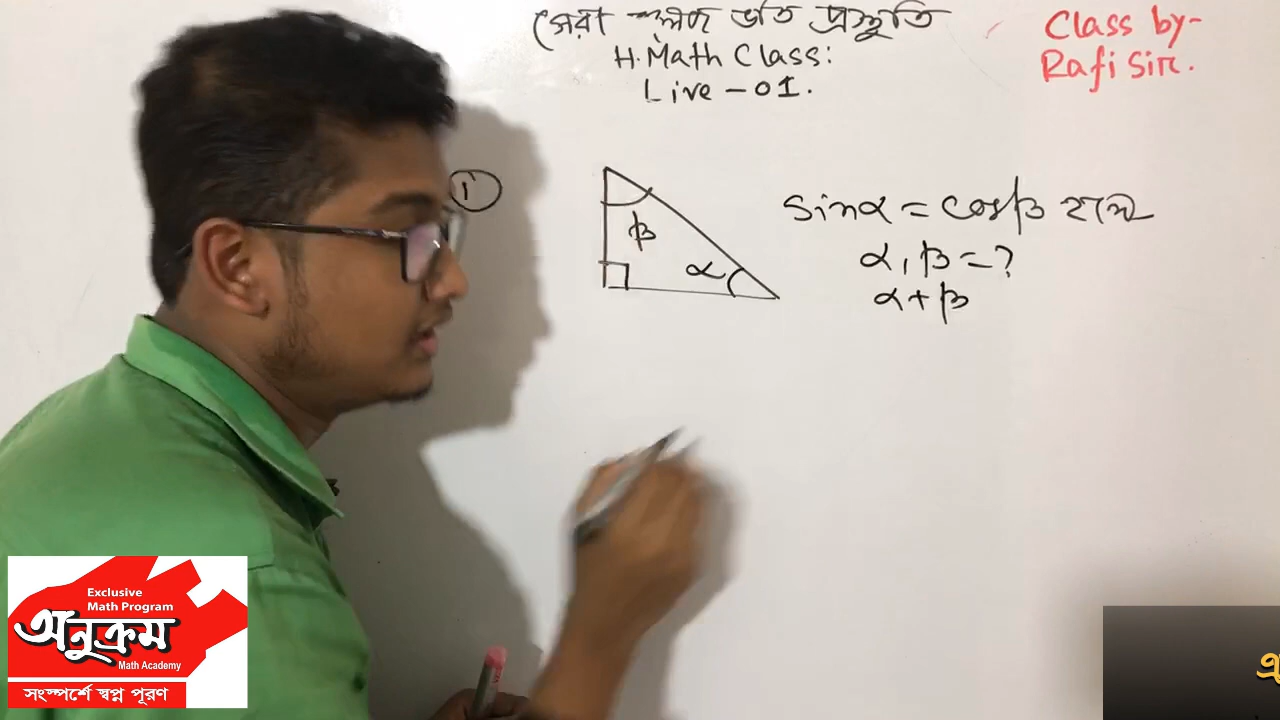 সেরা কলেজ ভর্তি প্রস্তুতি
H.Math Class:
Live – 01.
Class by-
Rafi Sir.
1
β
α
sinα = cosβ হলে
α, β = ?
α + β
Exclusive
Math Program
অনুক্রম
Math Academy
সংস্পর্শে স্বপ্ন পূরণ